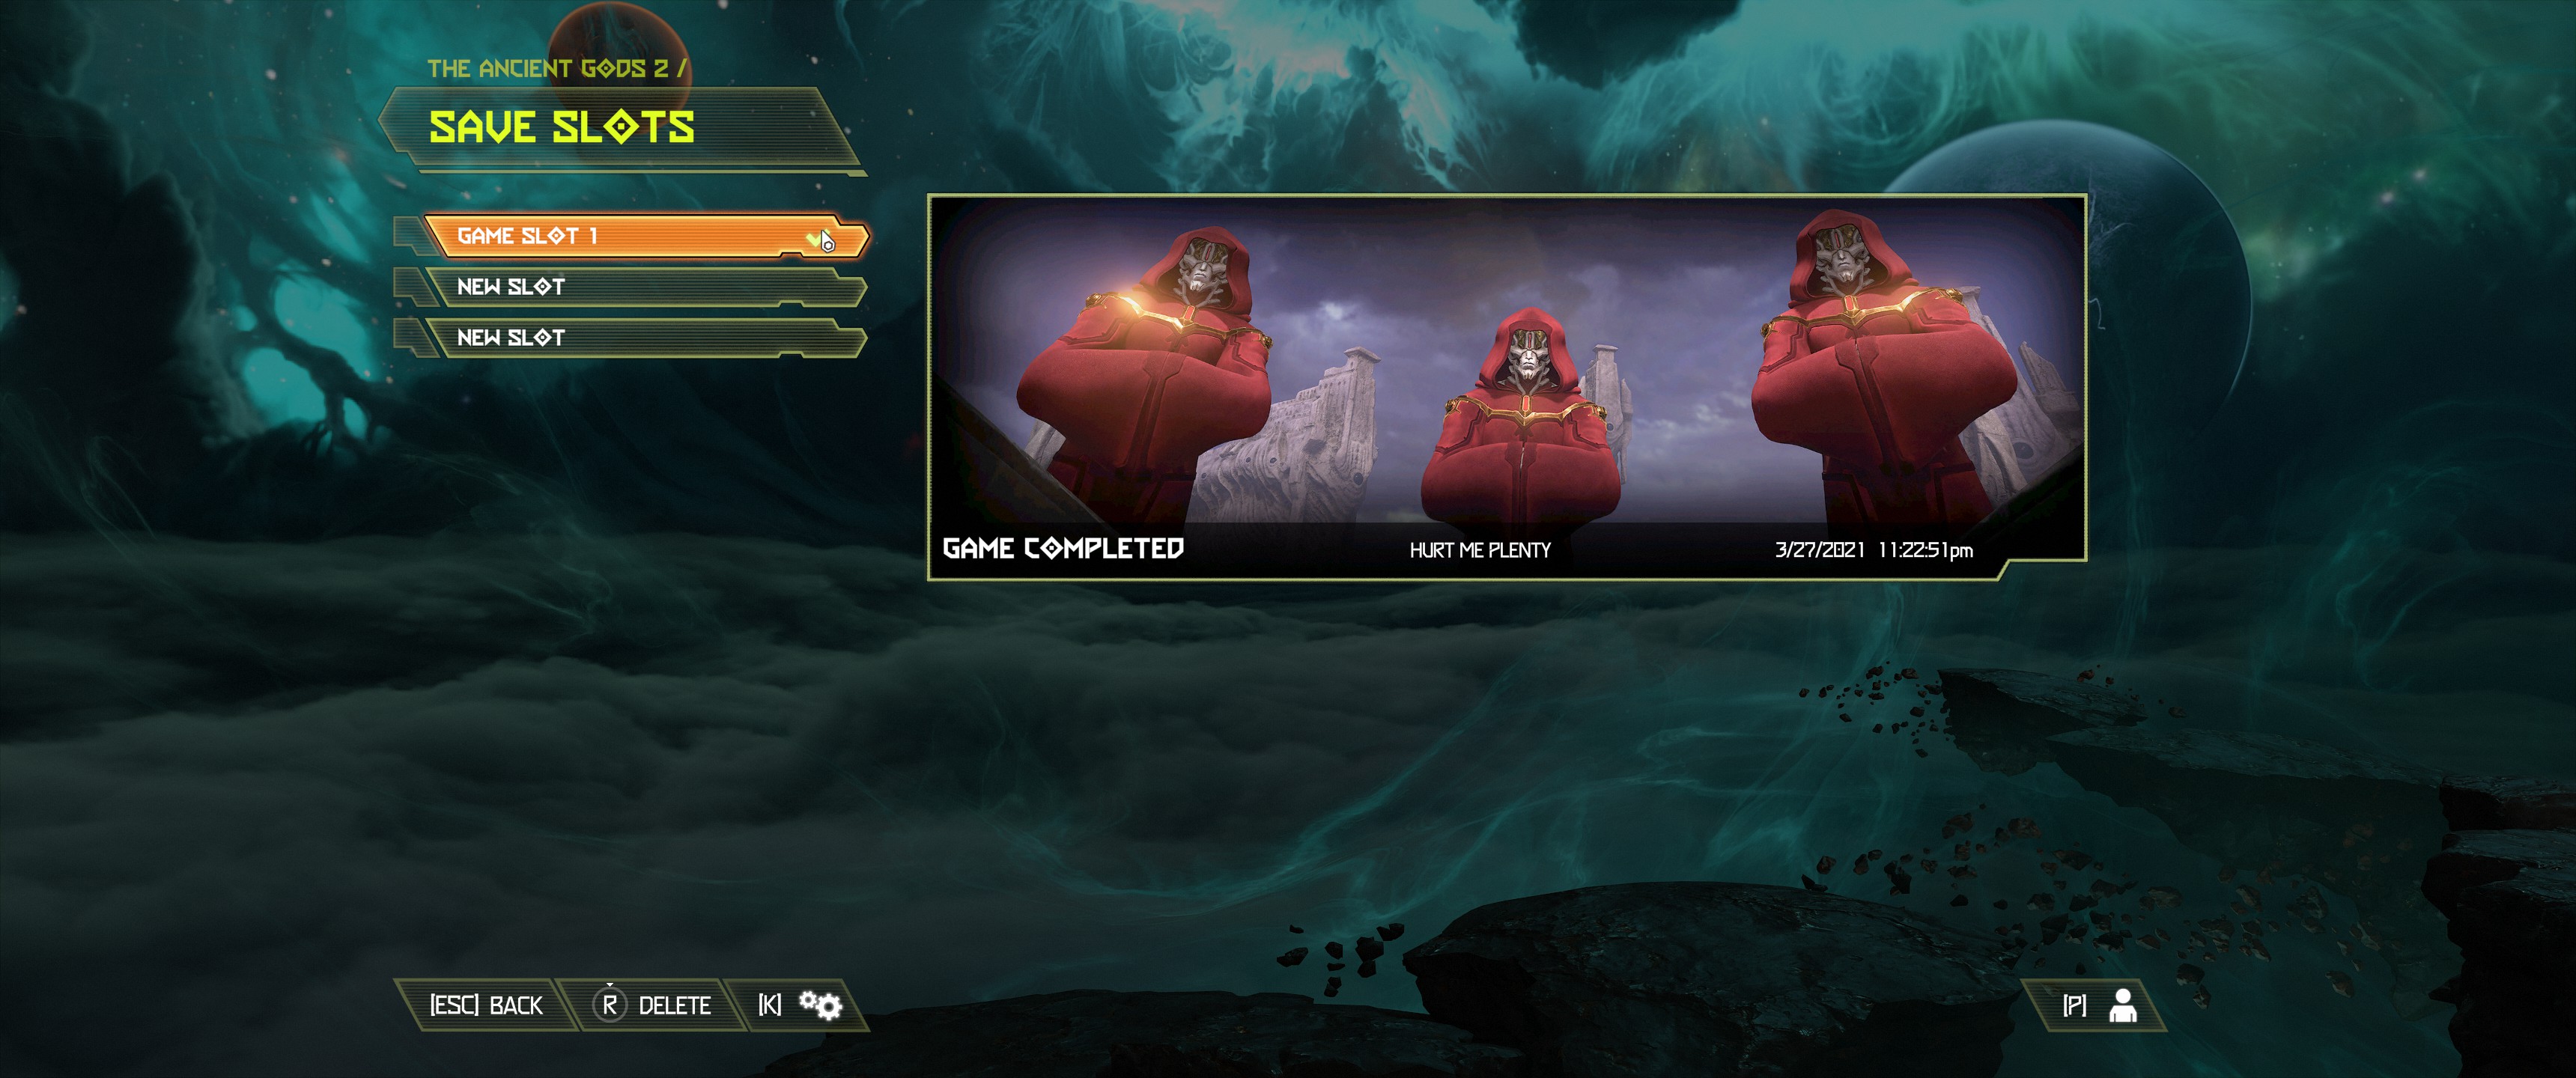 THE ANCIENT GODS 2 /
SAVE SLOTS
GAME SLOT 1
NEW SLOT
NEW SLOT
GAME COMPLETED HURT ME PLENTY 3/27/2021 11:22:51pm
[ESC] BACK R DELETE [K] [P]